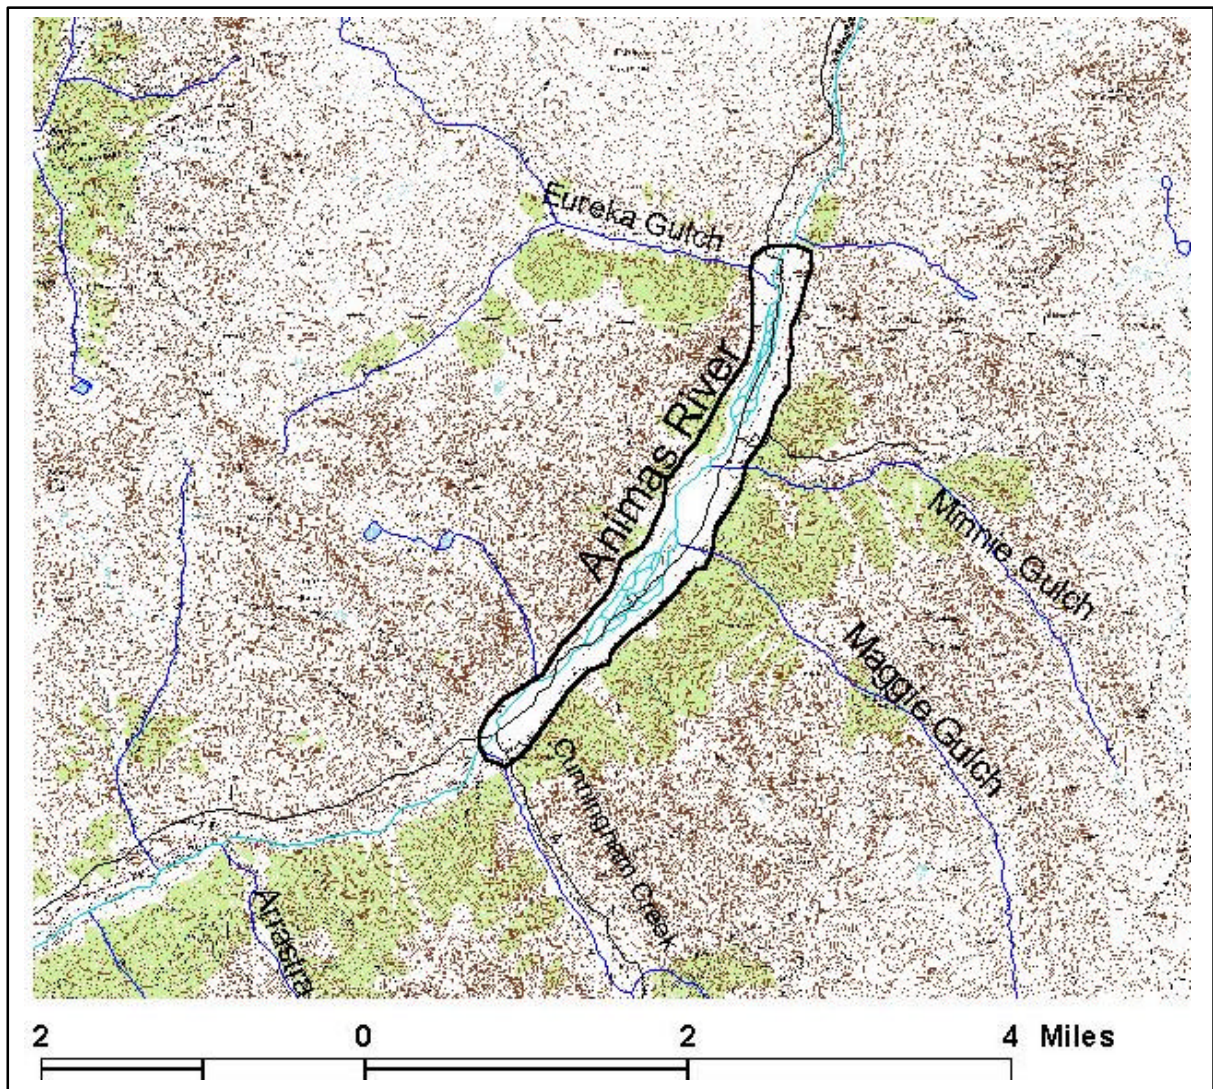 Eureka Gulch
Animas River
Minnie Gulch
Maggie Gulch
Cunningham Creek
Arrastra
2 0 2 4 Miles